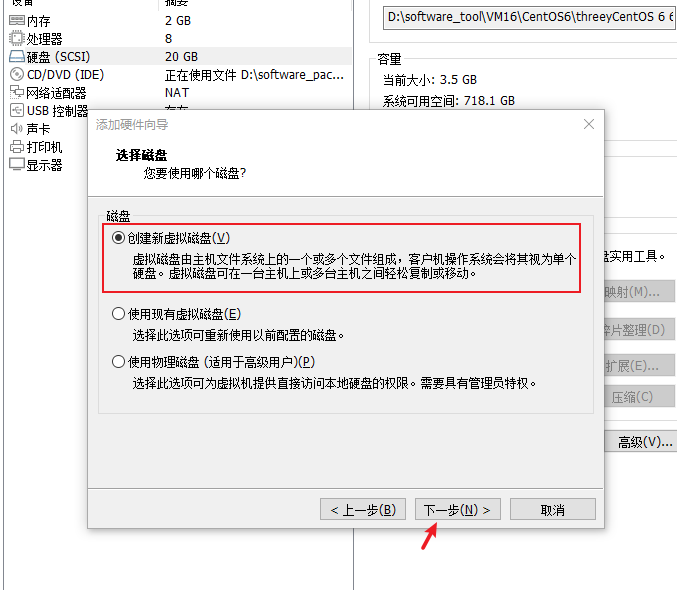 设备
摘要
内存
2 GB
处理器
8
硬盘 (SCSI)
20 GB
CD/DVD (IDE)
正在使用文件 D:\software_pac...
网络适配器
NAT
USB 控制器
存在
声卡
打印机
显示器
D:\software_tool\VM16\CentOS6\threeyCentOS 6 6
容量
当前大小: 3.5 GB
系统可用空间: 718.1 GB
添加硬件向导
选择磁盘
您要使用哪个磁盘?
磁盘
创建新虚拟磁盘(V)
虚拟磁盘由主机文件系统上的一个或多个文件组成，客户机操作系统会将其视为单个
硬盘。虚拟磁盘可在一台主机上或多台主机之间轻松复制或移动。
使用现有虚拟磁盘(E)
选择此选项可重新使用以前配置的磁盘。
使用物理磁盘 (适用于高级用户)(P)
选择此选项可为虚拟机提供直接访问本地硬盘的权限。需要具有管理员特权。
< 上一步(B)
下一步(N) >
取消
盘实用工具。
映射(M)...
碎片整理(D)
扩展(E)...
压缩(C)
高级(V)...